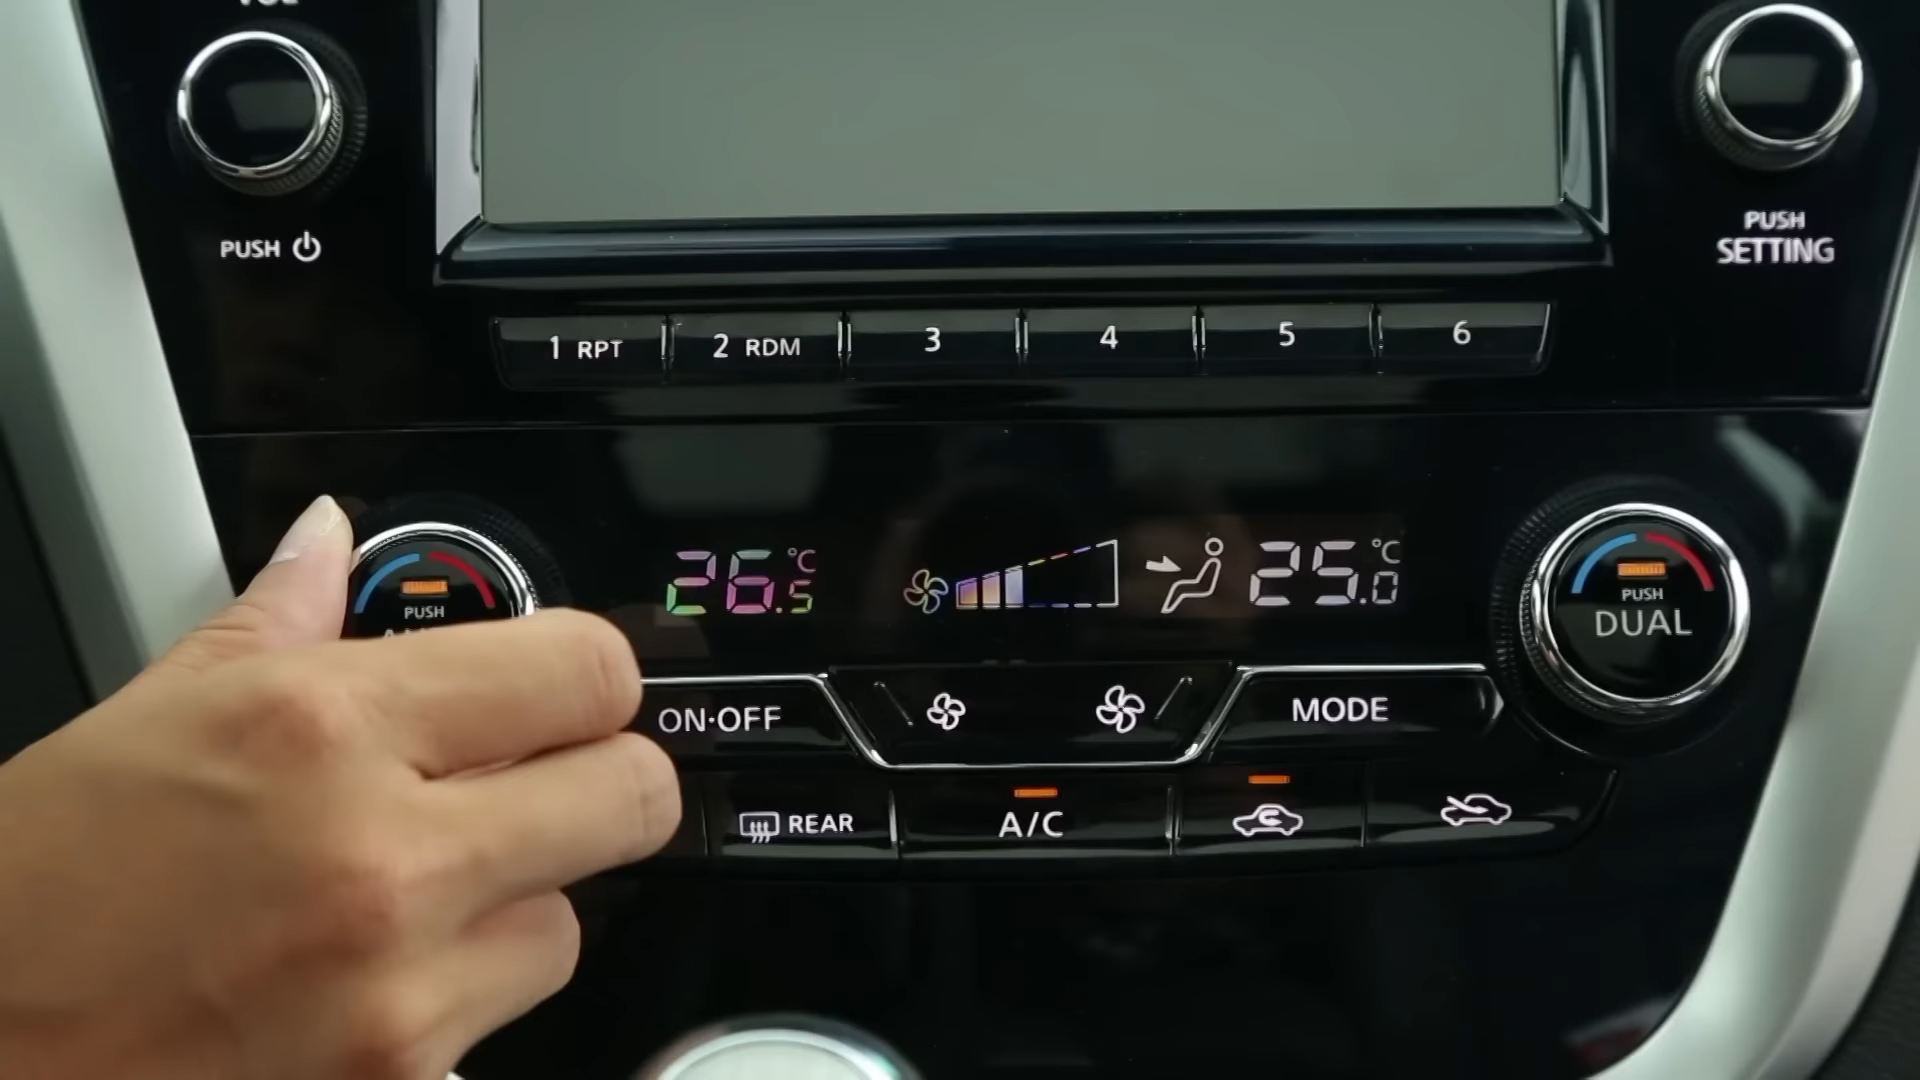 PUSH
PUSH
SETTING
1 RPT
2 RDM
3
4
5
6
PUSH
26.5°C
25.0°C
PUSH
DUAL
ON·OFF
MODE
REAR
A/C